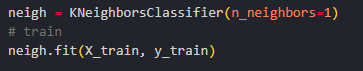 neigh = KNeighborsClassifier(n_neighbors=1)
# train
neigh.fit(X_train, y_train)